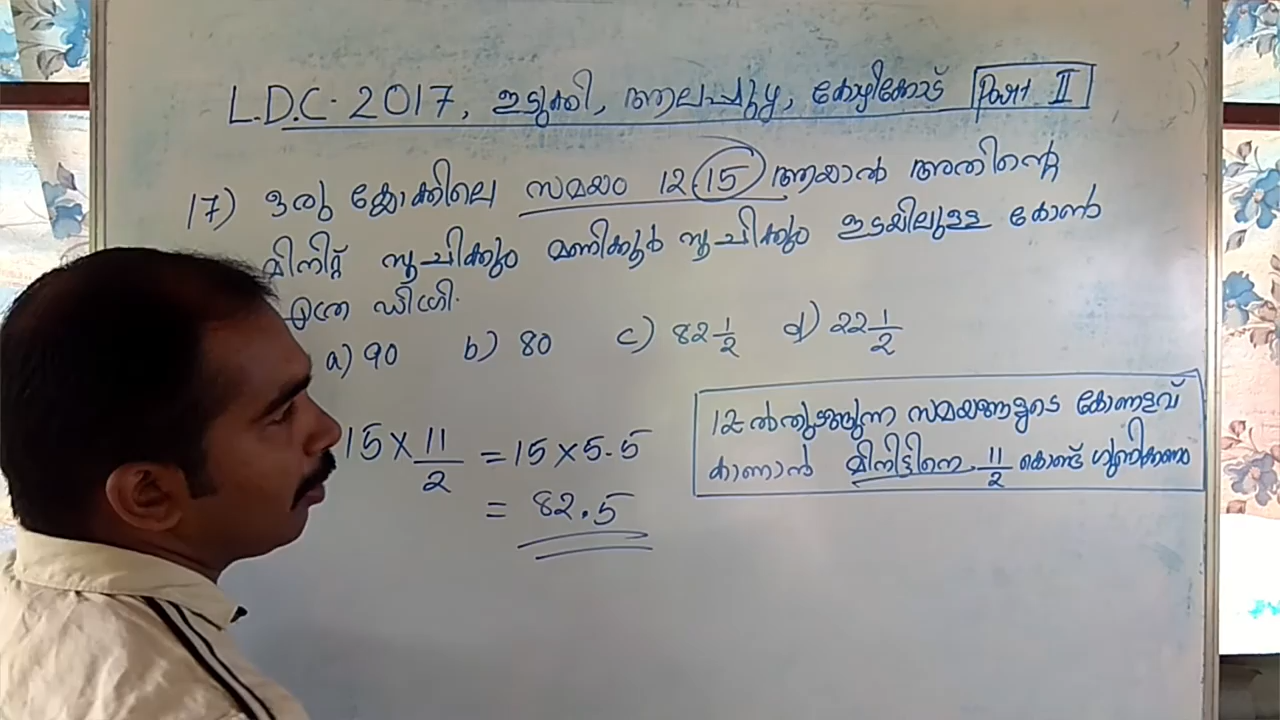 L.D.C. 2017, ഇടുക്കി, ആലപ്പുഴ, കോഴിക്കോട് Part II
17) ഒരു ക്ലോക്കിലെ സമയം 12 15 ആയാൽ അതിന്റെ
മിനിറ്റ് സൂചിക്കും മണിക്കൂർ സൂചിക്കും ഇടയിലുള്ള കോൺ
എത്ര ഡിഗ്രി.
a) 90 b) 80 c) 82 1/2 d) 22 1/2
12 ൽ തുടങ്ങുന്ന സമയങ്ങളുടെ കോണളവ്
കാണാൻ മിനിട്ടിനെ 11/2 കൊണ്ട് ഗുണിക്കണം
15 × 11/2 = 15 × 5.5
= 82.5